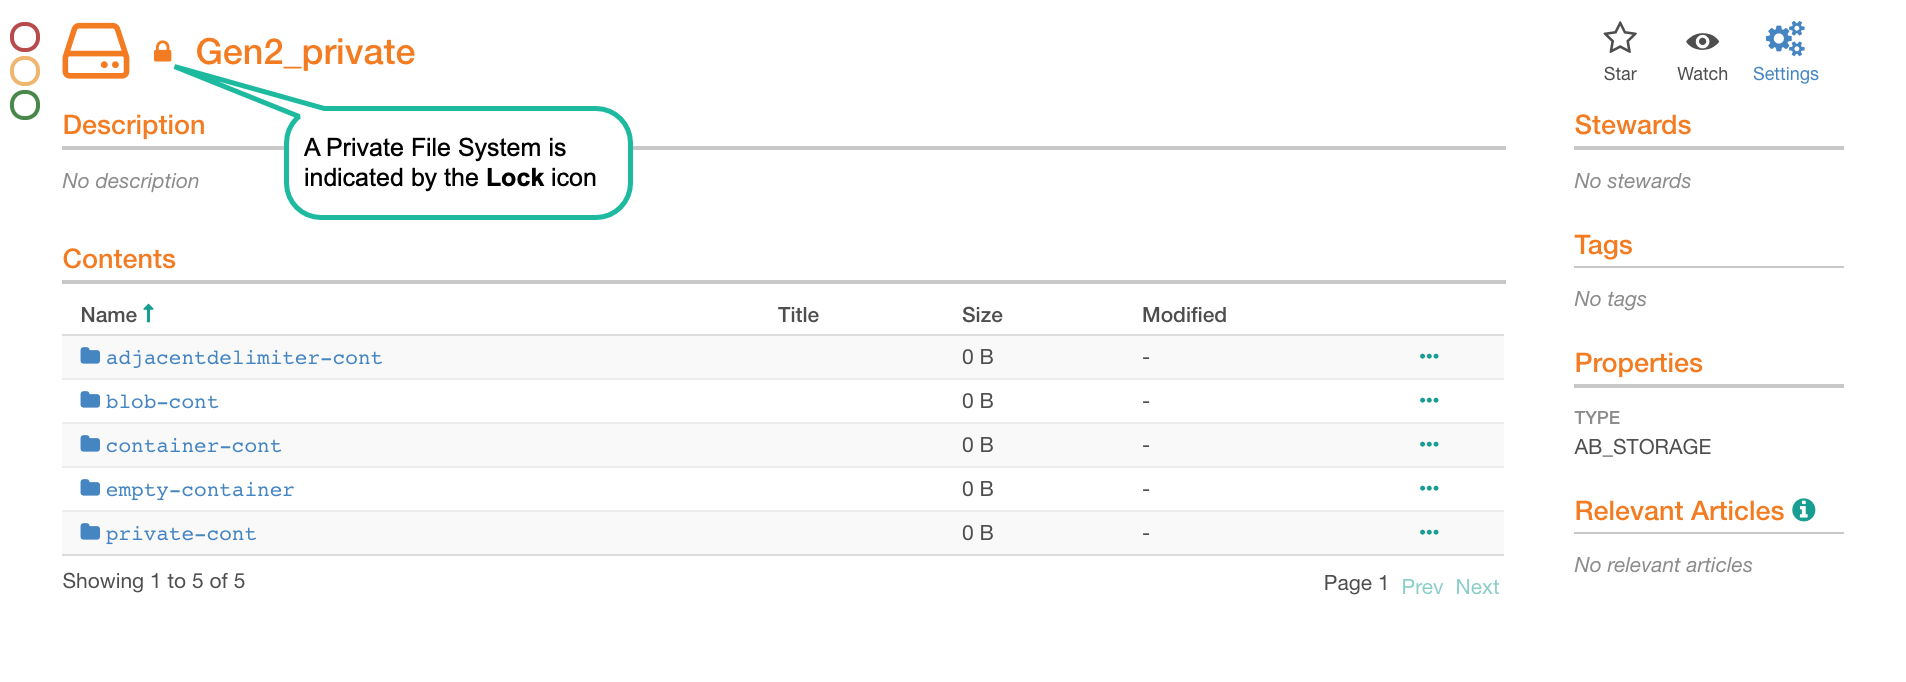 Gen2_private
Star
Watch
Settings
Description
No description
A Private File System is
indicated by the Lock icon
Contents
Name Title Size Modified
adjacentdelimiter-cont 0 B - •••
blob-cont 0 B - •••
container-cont 0 B - •••
empty-container 0 B - •••
private-cont 0 B - •••
Showing 1 to 5 of 5
Page 1 Prev Next
Stewards
No stewards
Tags
No tags
Properties
TYPE
AB_STORAGE
Relevant Articles
No relevant articles